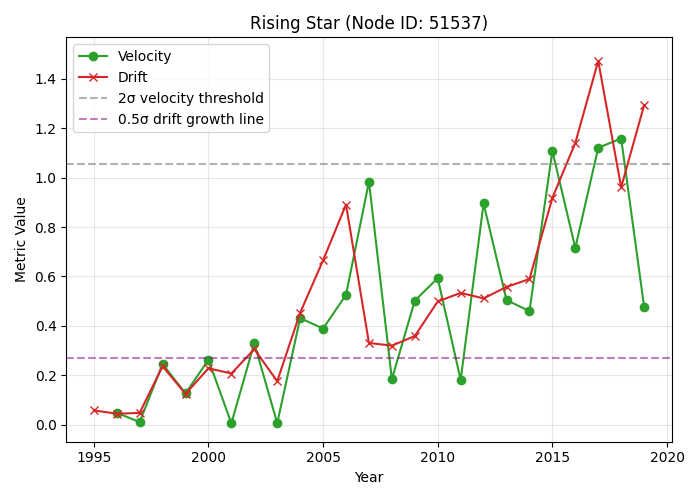 Rising Star (Node ID: 51537)
Velocity
Drift
2σ velocity threshold
0.5σ drift growth line
Metric Value
1.4
1.2
1.0
0.8
0.6
0.4
0.2
0.0
1995
2000
2005
2010
2015
2020
Year